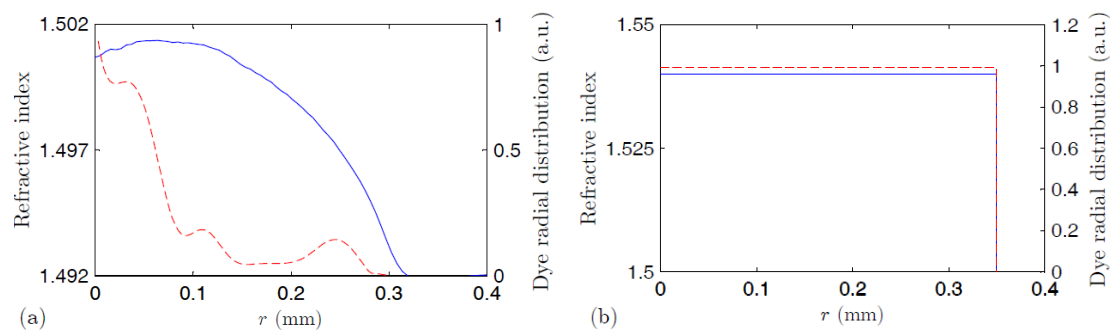 1.502
1.497
1.492
Refractive index
1
0.5
0
Dye radial distribution (a.u.)
0 0.1 0.2 0.3 0.4
(a) r (mm)
1.55
1.525
1.5
Refractive index
1.2
1
0.8
0.6
0.4
0.2
0
Dye radial distribution (a.u.)
0 0.1 0.2 0.3 0.4
(b) r (mm)